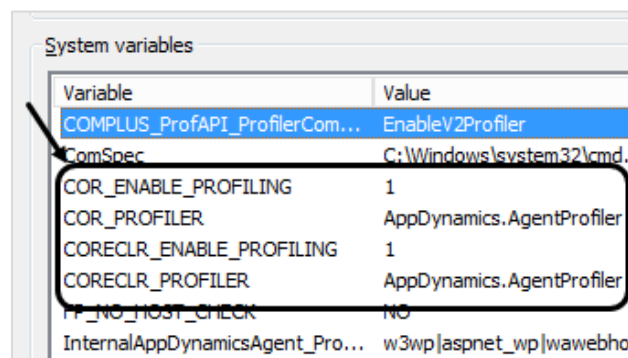 System variables
Variable Value
COMPLUS_ProfAPI_ProfilerCom... EnableV2Profiler
ComSpec C:\Windows\system32\cmd.
COR_ENABLE_PROFILING 1
COR_PROFILER AppDynamics.AgentProfiler
CORECLR_ENABLE_PROFILING 1
CORECLR_PROFILER AppDynamics.AgentProfiler
FP_NO_HOST_CHECK NO
InternalAppDynamicsAgent_Pro... w3wp|aspnet_wp|wawebho